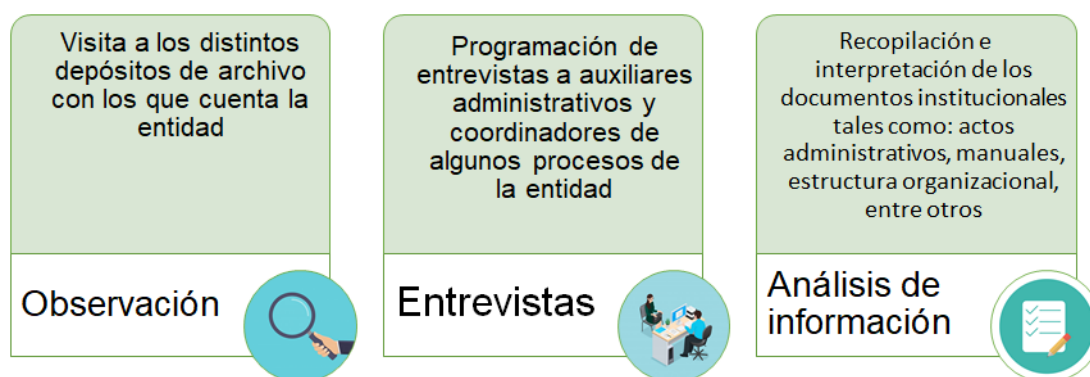 Visita a los distintos
depósitos de archivo
con los que cuenta la
entidad
Observación
Programación de
entrevistas a auxiliares
administrativos y
coordinadores de
algunos procesos de
la entidad
Entrevistas
Recopilación e
interpretación de los
documentos institucionales
tales como: actos
administrativos, manuales,
estructura organizacional,
entre otros
Análisis de
información